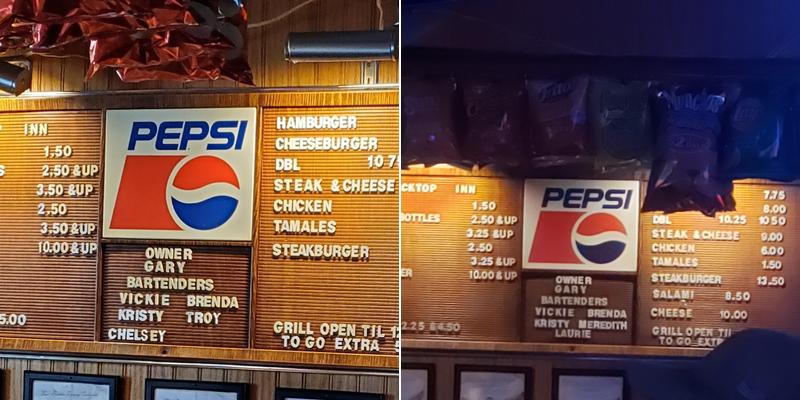 INN
1.50
2.50 & UP
3.50 & UP
2.50
3.50 & UP
10.00 & UP
5.00
PEPSI
OWNER
GARY
BARTENDERS
VICKIE BRENDA
KRISTY TROY
CHELSEY
HAMBURGER
CHEESEBURGER
DBL 10.75
STEAK & CHEESE
CHICKEN
TAMALES
STEAKBURGER
GRILL OPEN TIL
TO GO EXTRA
CKTOP INN
1.50
BOTTLES 2.50 & UP
3.25 & UP
2.50
3.25 & UP
ER 10.00 & UP
2.25 & 4.50
PEPSI
OWNER
GARY
BARTENDERS
VICKIE BRENDA
KRISTY MEREDITH
LAURIE
7.75
8.00
DBL 10.25 10 50
STEAK & CHEESE 9.00
CHICKEN 6.00
TAMALES 1.50
STEAKBURGER 13.50
SALAMI 8.50
CHEESE 10.00
GRILL OPEN TIL
TO GO EXTRA